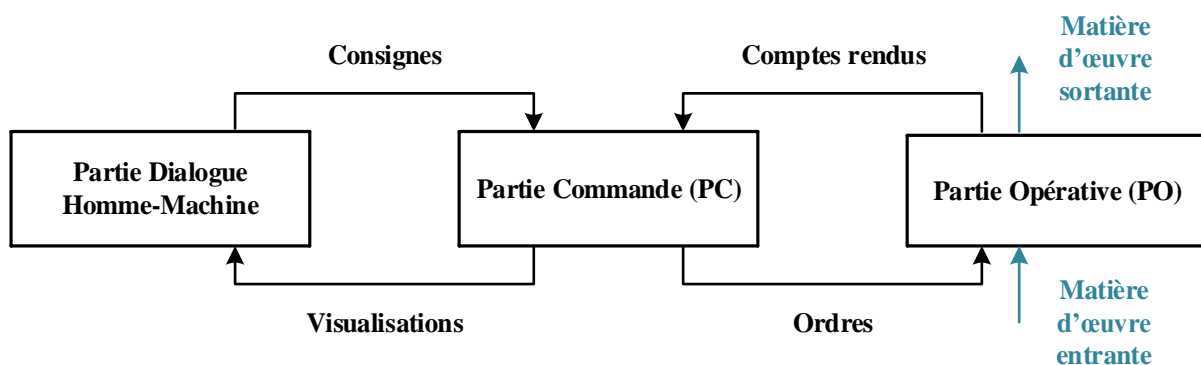 Consignes
Comptes rendus
Matière
d’œuvre
sortante
Partie Dialogue
Homme-Machine
Partie Commande (PC)
Partie Opérative (PO)
Visualisations
Ordres
Matière
d’œuvre
entrante